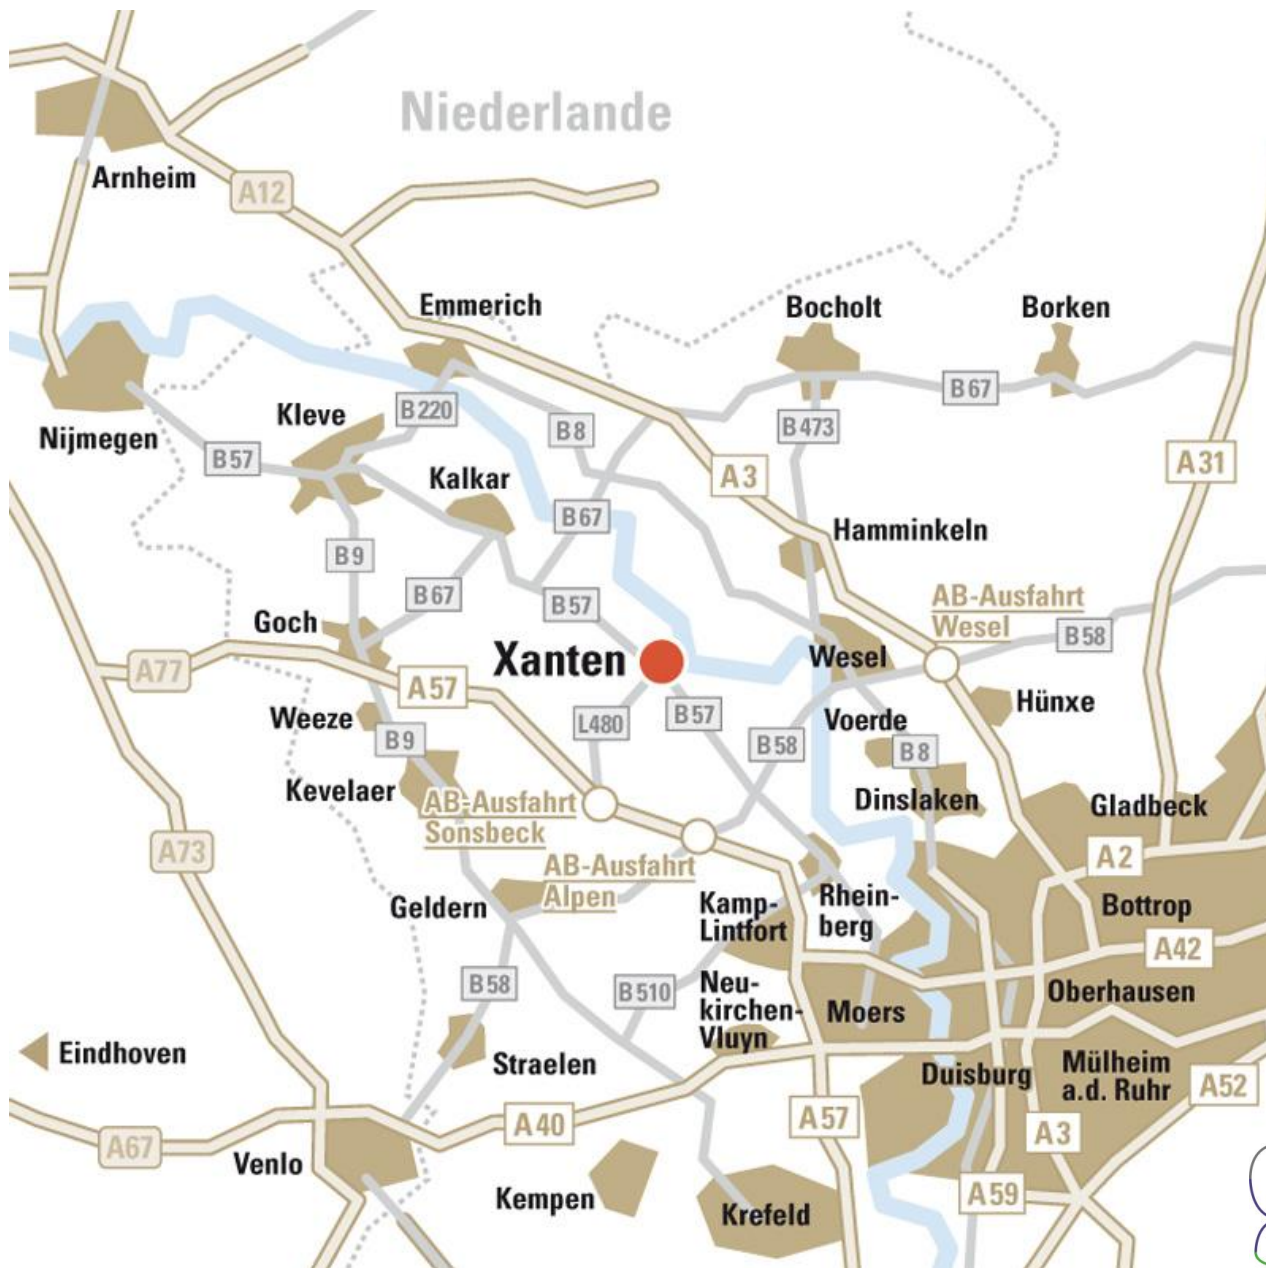 Niederlande
Arnheim
A12
Emmerich
Bocholt
Borken
B67
B220
Kleve
B8
B473
Nijmegen
B57
Kalkar
A3
A31
B67
Hamminkeln
B9
B67
B57
AB-Ausfahrt
Wesel
Goch
B58
Xanten
Wesel
A77
A57
Hünxe
Weeze
L480
B57
Voerde
B9
B58
B8
Kevelaer
AB-Ausfahrt
Sonsbeck
Dinslaken
Gladbeck
A73
A2
AB-Ausfahrt
Alpen
Geldern
Kamp-
Lintfort
Rhein-
berg
Bottrop
A42
B58
B510
Neu-
kirchen-
Vluyn
Moers
Oberhausen
Eindhoven
Straelen
Duisburg
Mülheim
a.d. Ruhr
A52
A67
A40
A57
A3
Venlo
Kempen
Krefeld
A59